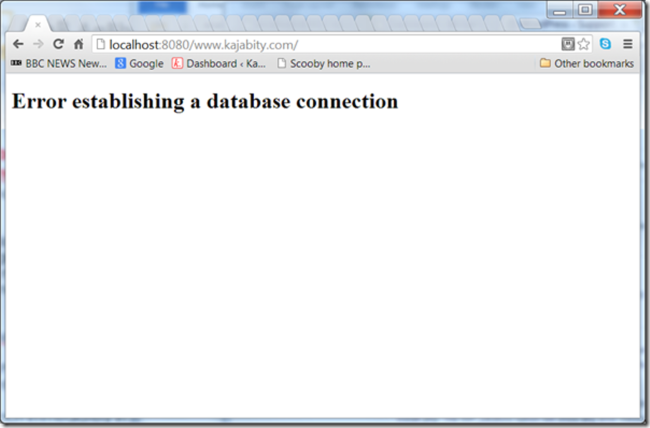 localhost:8080/www.kajabity.com/
BBC NEWS New... Google Dashboard ‹ Ka... Scooby home p... Other bookmarks
Error establishing a database connection